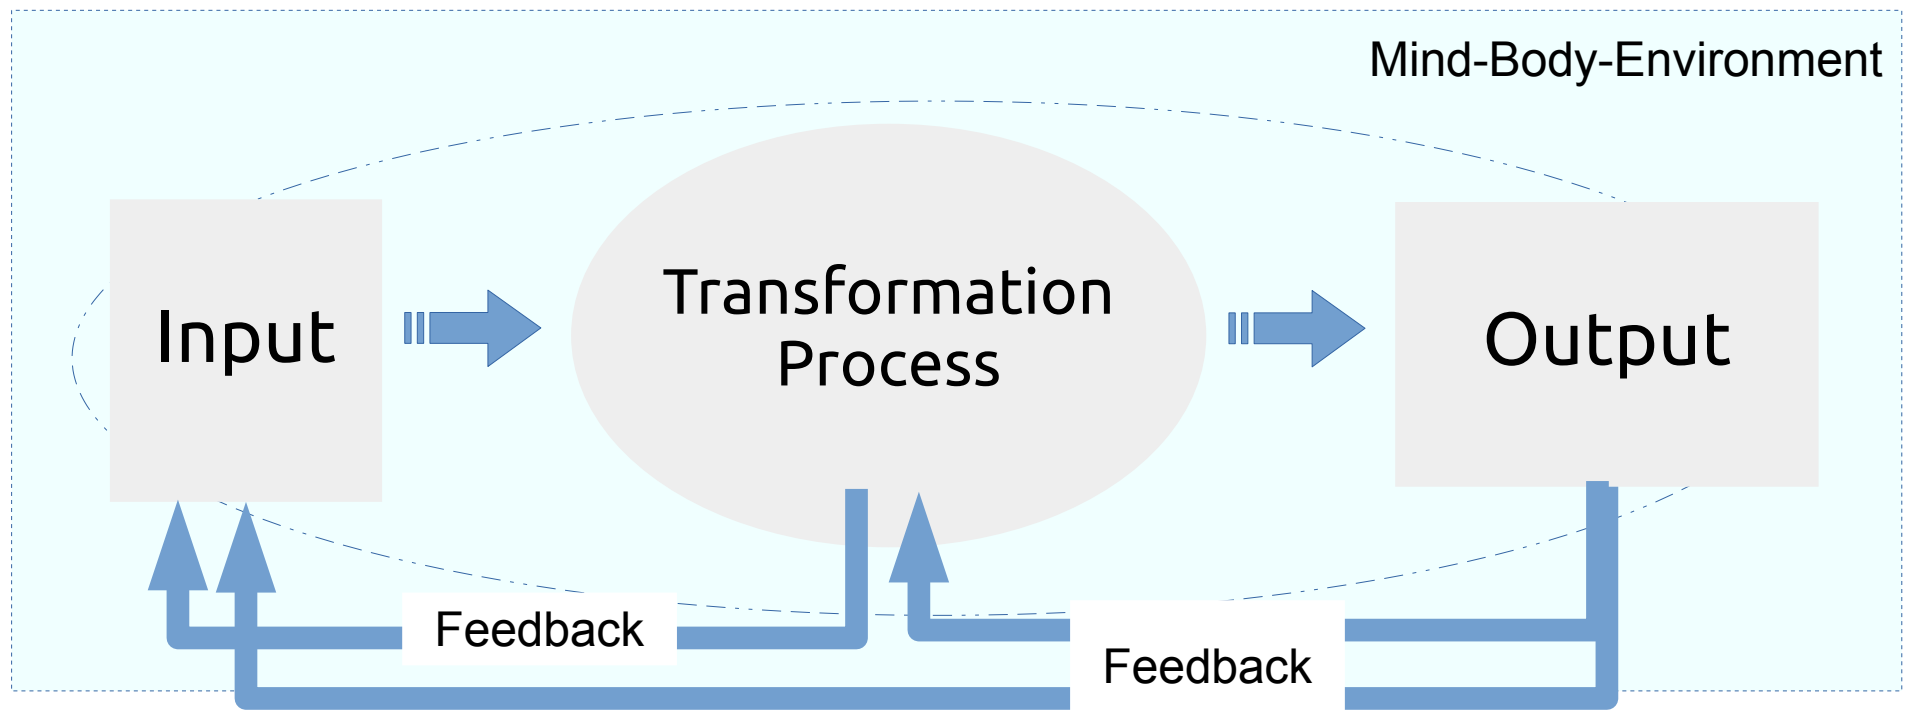 Mind-Body-Environment
Input
Transformation
Process
Output
Feedback
Feedback